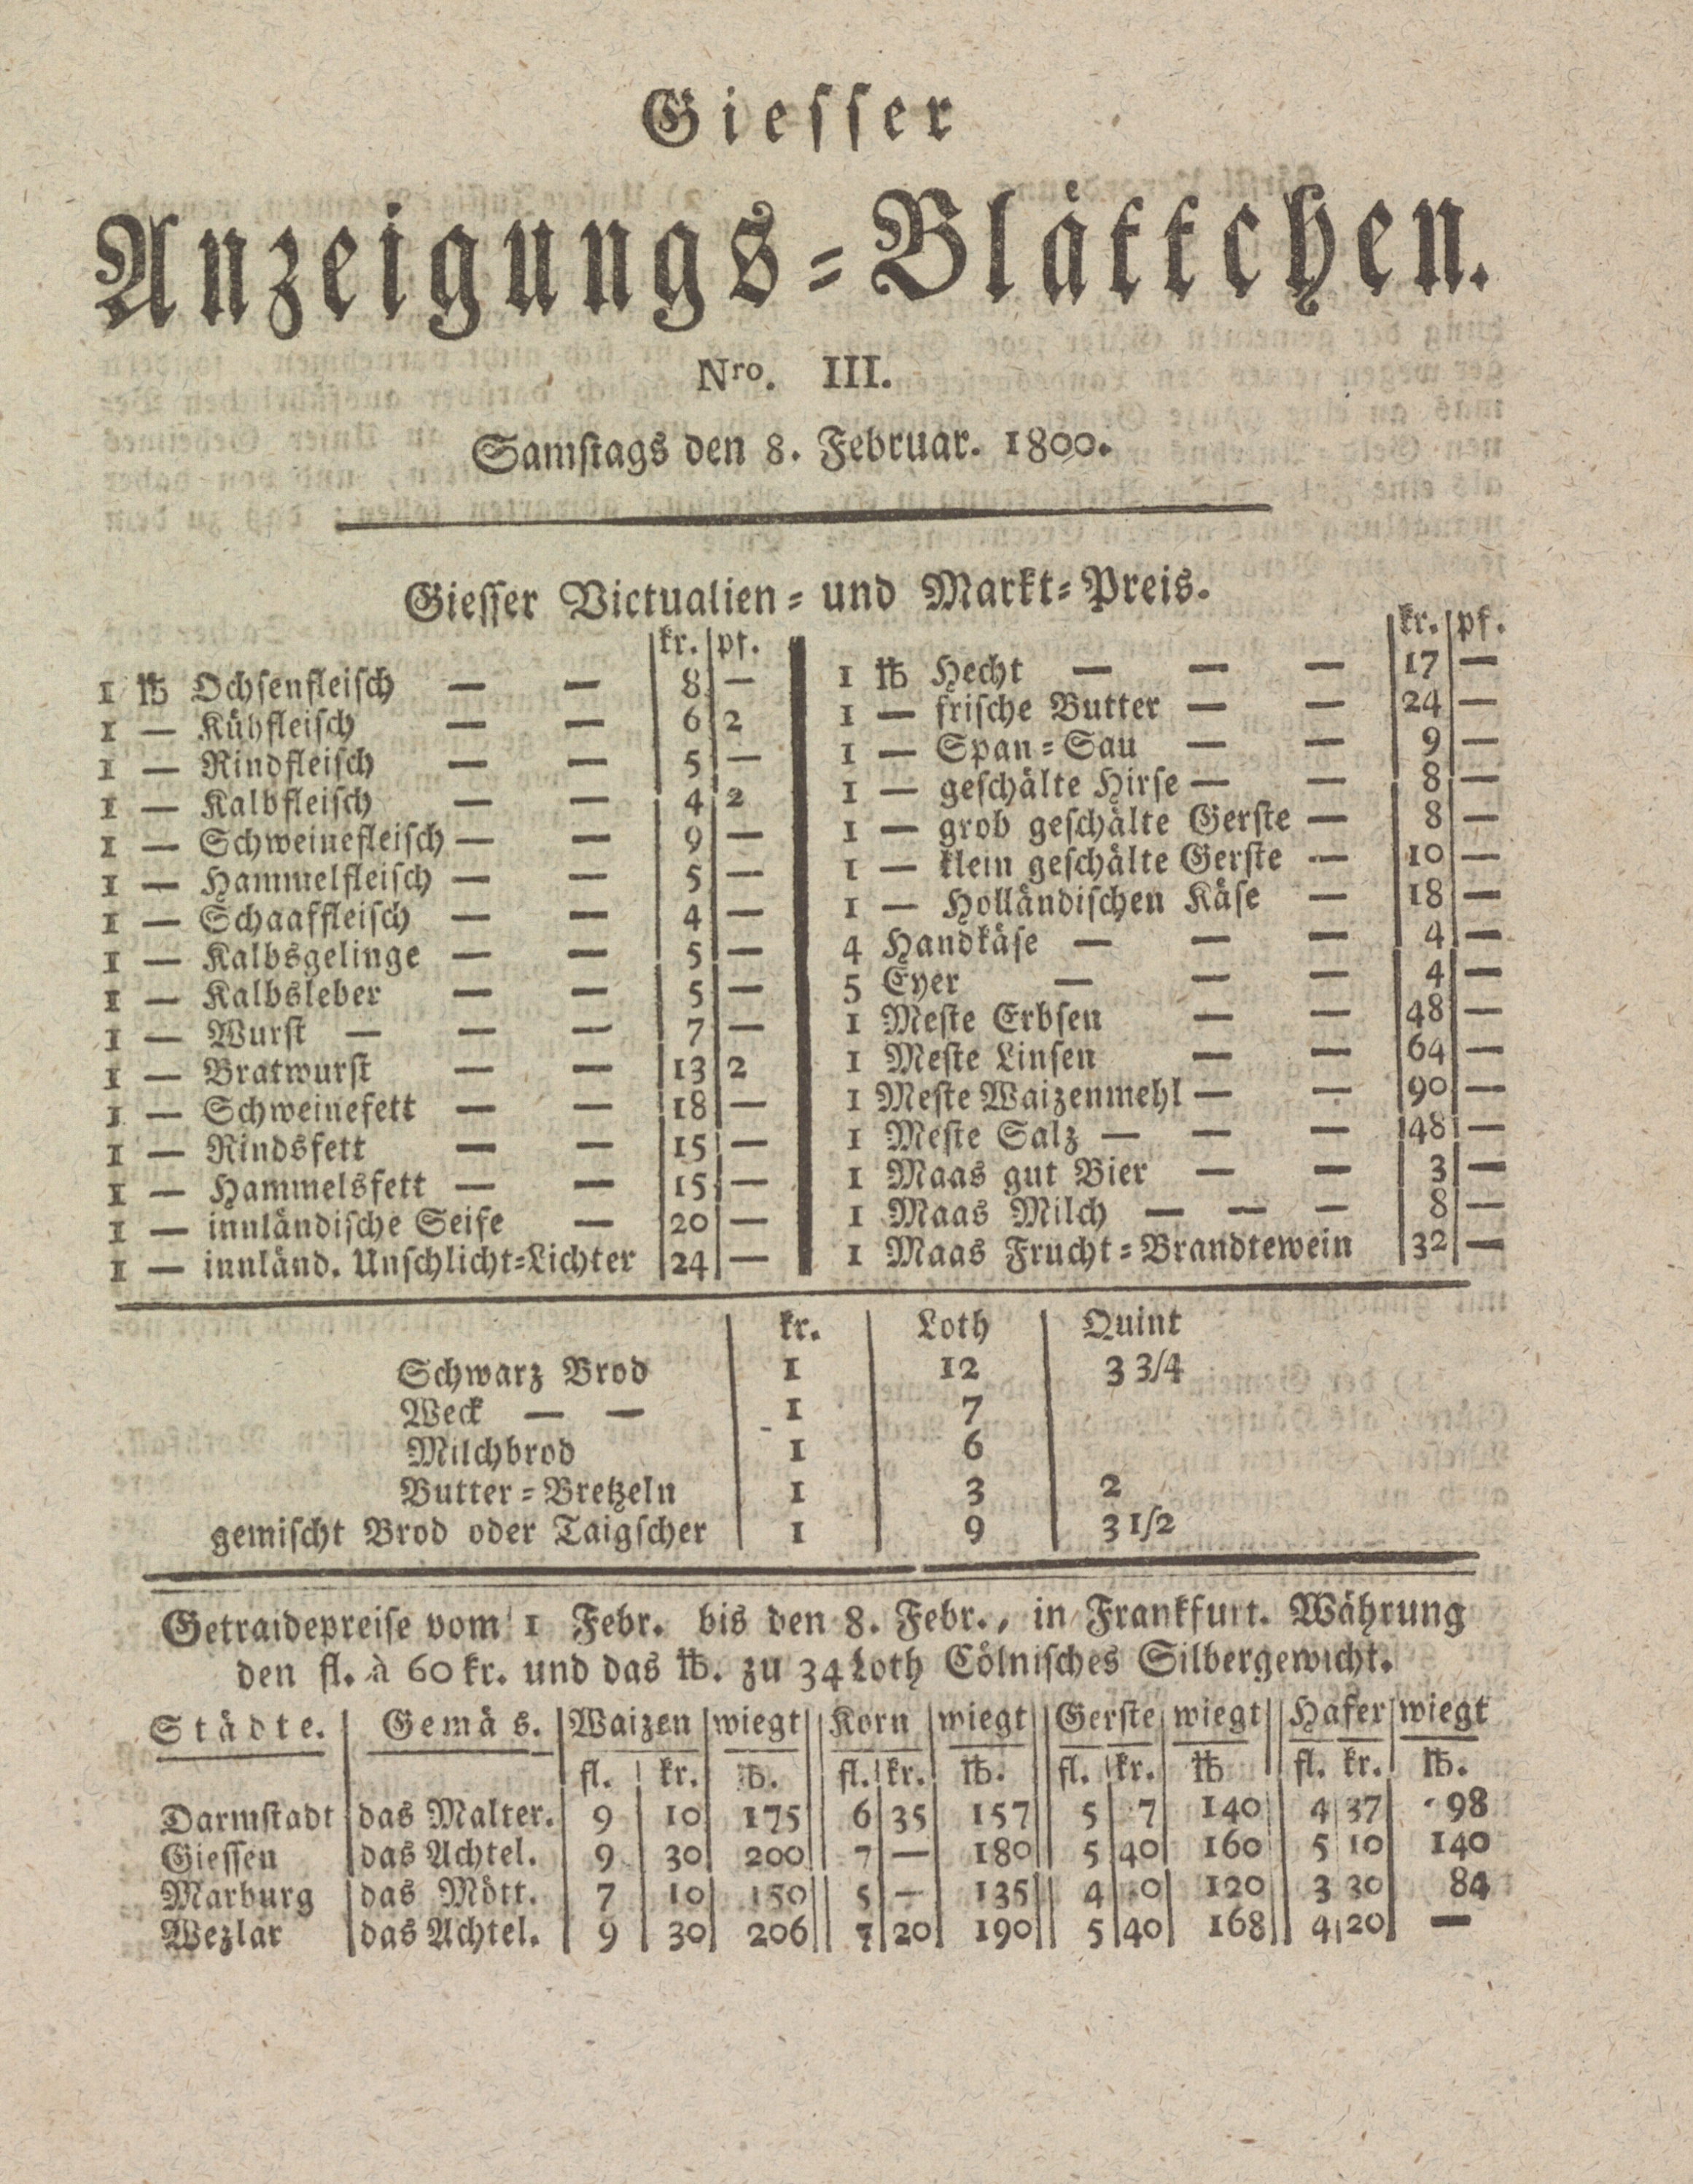 Giesser
Anzeigungs-Blättchen.
Nro. III.
Samstags den 8. Februar. 1800.
Giesser Victualien- und Markt-Preis.
kr. pf.
1 ℔ Ochsenfleisch — — 8 —
1 — Kühfleisch — — 6 2
1 — Rindfleisch — — 5 —
1 — Kalbfleisch — — 4 2
1 — Schweinefleisch — — 9 —
1 — Hammelfleisch — — 5 —
1 — Schaaffleisch — — 4 —
1 — Kalbsgelinge — — 5 —
1 — Kalbsleber — — 5 —
1 — Wurst — — — 7 —
1 — Bratwurst — — 13 2
1 — Schweinefett — — 18 —
1 — Rindsfett — — 15 —
1 — Hammelsfett — — 15 —
1 — innländische Seife — 20 —
1 — innländ. Unschlicht-Lichter 24 —
kr. pf.
1 ℔ Hecht — — — 17 —
1 — frische Butter — — 24 —
1 — Span-Sau — — 9 —
1 — geschälte Hirse — — 8 —
1 — grob geschälte Gerste — 8 —
1 — klein geschälte Gerste — 10 —
1 — Holländischen Käse — 18 —
4 Handkäse — — — 4 —
5 Eyer — — — 4 —
1 Meste Erbsen — — 48 —
1 Meste Linsen — — 64 —
1 Meste Waizenmehl — — 90 —
1 Meste Salz — — — 48 —
1 Maas gut Bier — — 3 —
1 Maas Milch — — — 8 —
1 Maas Frucht-Brandtewein 32 —
kr. Loth Quint
Schwarz Brod 1 12 3 3/4
Weck — — 1 7
Milchbrod 1 6
Butter-Bretzeln 1 3 2
gemischt Brod oder Taigscher 1 9 3 1/2
Getraidepreise vom 1 Febr. bis den 8. Febr., in Frankfurt. Währung
den fl. à 60 kr. und das ℔. zu 34 Loth Cölnisches Silbergewicht.
Städte. Gemäs. Waizen wiegt Korn wiegt Gerste wiegt Hafer wiegt
fl. kr. ℔. fl. kr. ℔. fl. kr. ℔ fl. kr. ℔.
Darmstadt das Malter. 9 10 175 6 35 157 5 7 140 4 37 98
Giessen das Achtel. 9 30 200 7 — 180 5 40 160 5 10 140
Marburg das Mött. 7 10 150 5 — 135 4 120 3 30 84
Wezlar das Achtel. 9 30 206 7 20 190 5 40 168 4 20 —